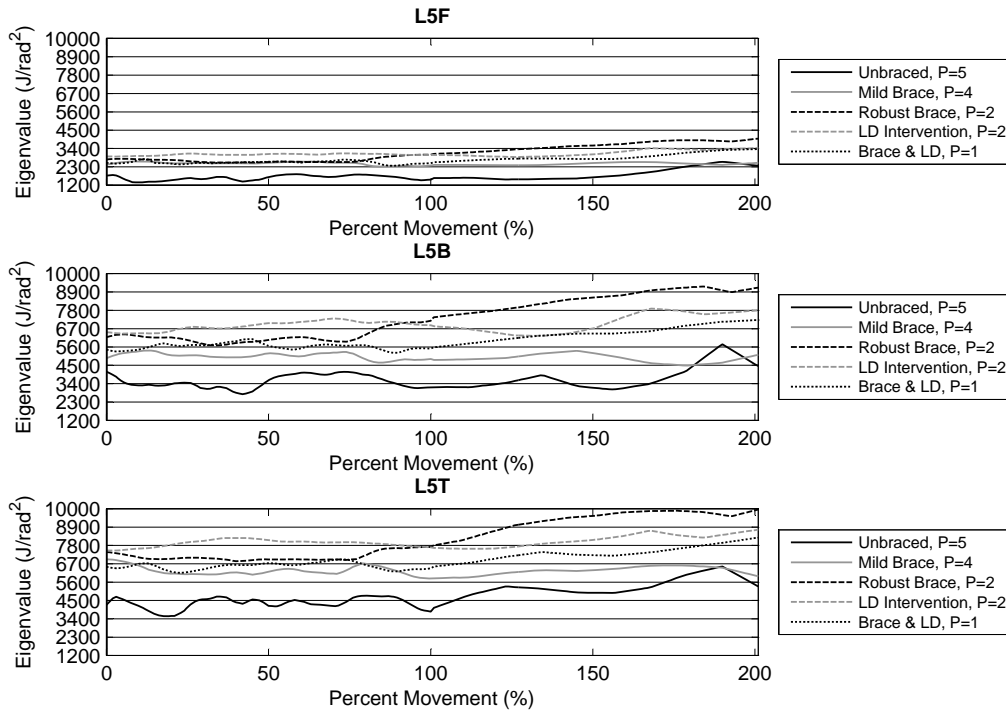 L5F
Eigenvalue (J/rad²)
10000
8900
7800
6700
5600
4500
3400
2300
1200
0 50 100 150 200
Percent Movement (%)
Unbraced, P=5
Mild Brace, P=4
Robust Brace, P=2
LD Intervention, P=2
Brace & LD, P=1
L5B
Eigenvalue (J/rad²)
10000
8900
7800
6700
5600
4500
3400
2300
1200
0 50 100 150 200
Percent Movement (%)
Unbraced, P=5
Mild Brace, P=4
Robust Brace, P=2
LD Intervention, P=2
Brace & LD, P=1
L5T
Eigenvalue (J/rad²)
10000
8900
7800
6700
5600
4500
3400
2300
1200
0 50 100 150 200
Percent Movement (%)
Unbraced, P=5
Mild Brace, P=4
Robust Brace, P=2
LD Intervention, P=2
Brace & LD, P=1